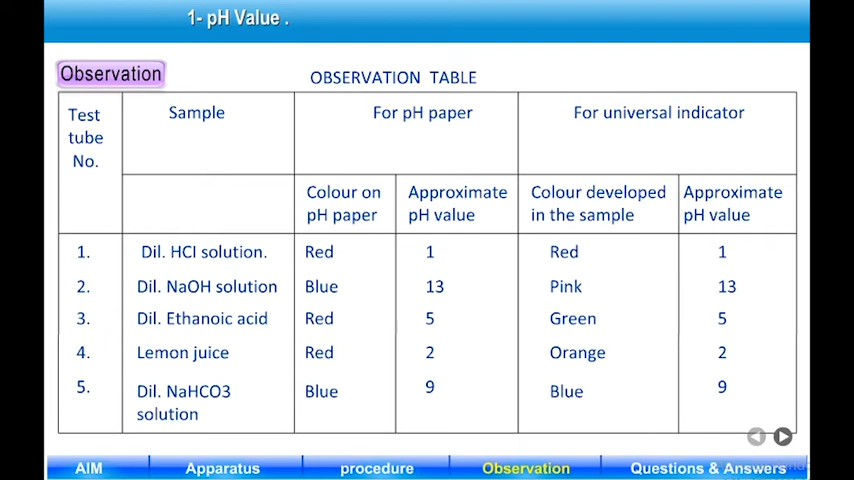 1- pH Value .
Observation
OBSERVATION TABLE
Test tube No.
Sample
For pH paper
For universal indicator
Colour on pH paper
Approximate pH value
Colour developed in the sample
Approximate pH value
1. Dil. HCI solution. Red 1 Red 1
2. Dil. NaOH solution Blue 13 Pink 13
3. Dil. Ethanoic acid Red 5 Green 5
4. Lemon juice Red 2 Orange 2
5. Dil. NaHCO3 solution Blue 9 Blue 9
AIM Apparatus procedure Observation Questions & Answers